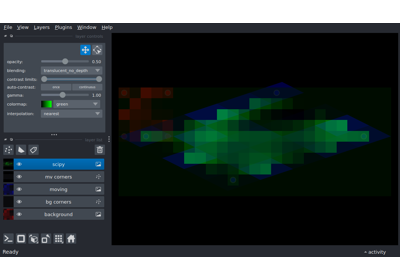 File View Layers Plugins Window Help
opacity: 0.50
blending: translucent_no_depth
contrast limits:
auto-contrast: once continuous
gamma: 1.00
colormap: green
interpolation: nearest
scipy
mv corners
moving
bg corners
background
Ready activity